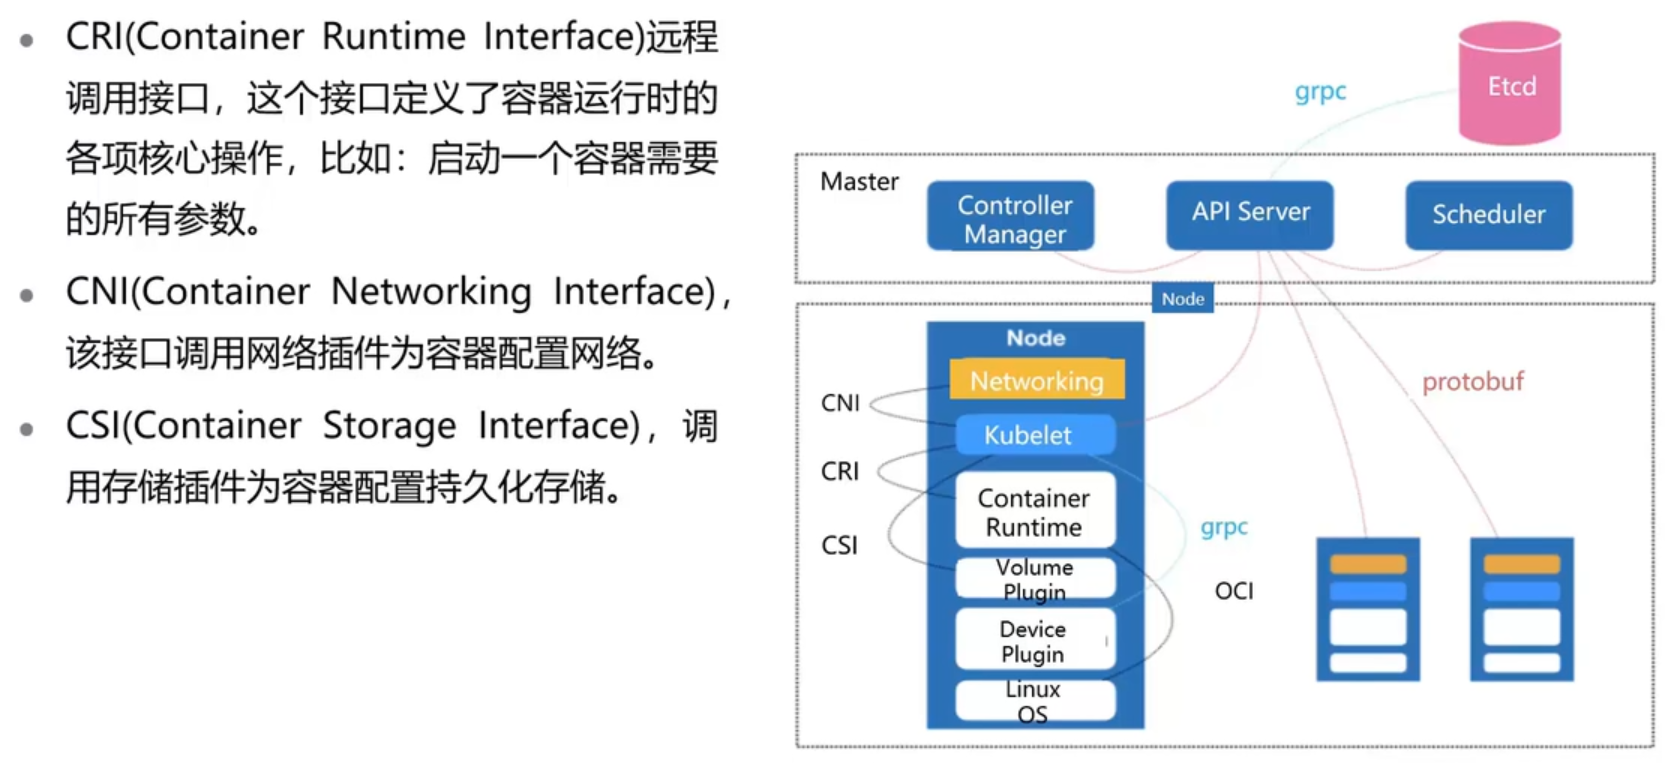 CRI(Container Runtime Interface)远程
调用接口，这个接口定义了容器运行时的
各项核心操作，比如：启动一个容器需要
的所有参数。
CNI(Container Networking Interface)，
该接口调用网络插件为容器配置网络。
CSI(Container Storage Interface)，调
用存储插件为容器配置持久化存储。
Etcd
grpc
Master
Controller
Manager
API Server
Scheduler
Node
Node
Networking
CNI
Kubelet
protobuf
CRI
Container
Runtime
grpc
CSI
Volume
Plugin
OCI
Device
Plugin
Linux
OS